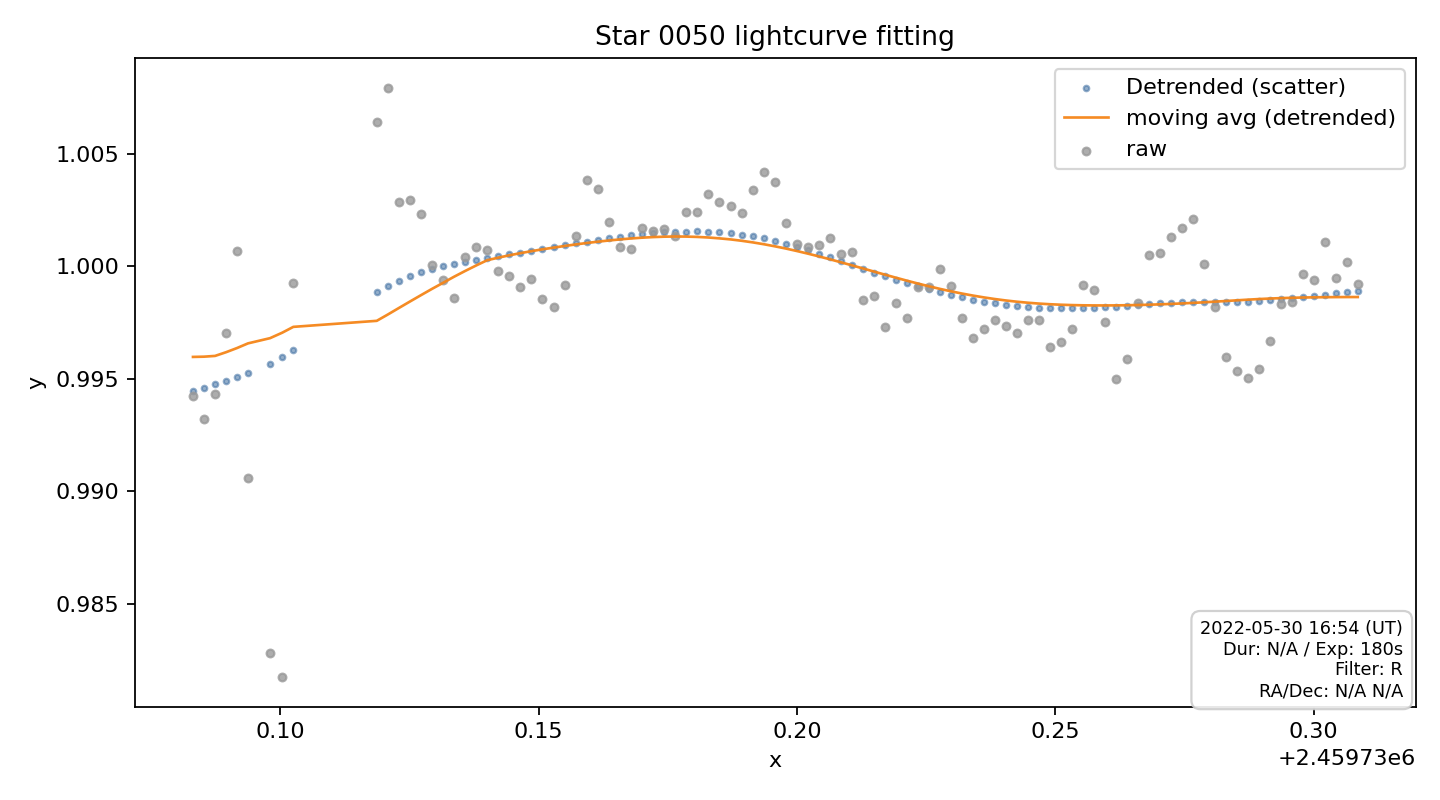 Star 0050 lightcurve fitting
Detrended (scatter)
moving avg (detrended)
raw
1.005
1.000
0.995
0.990
0.985
y
2022-05-30 16:54 (UT)
Dur: N/A / Exp: 180s
Filter: R
RA/Dec: N/A N/A
0.10 0.15 0.20 0.25 0.30
x
+2.45973e6